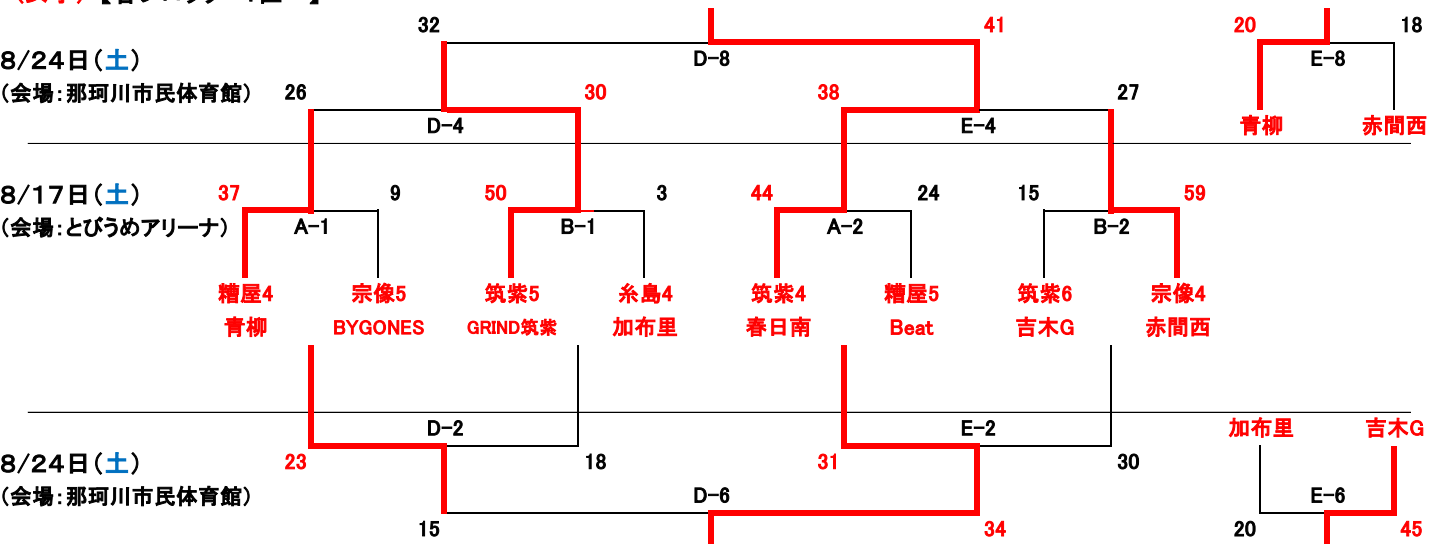 32 41 20 18
8/24日(土) D-8 E-8
(会場:那珂川市民体育館) 26 30 38 27
D-4 E-4 青柳 赤間西
8/17日(土) 37 9 50 3 44 24 15 59
(会場:とびうめアリーナ) A-1 B-1 A-2 B-2
糟屋4 宗像5 筑紫5 糸島4 筑紫4 糟屋5 筑紫6 宗像4
青柳 BYGONES GRIND筑紫 加布里 春日南 Beat 吉木G 赤間西
D-2 E-2 加布里 吉木G
8/24日(土) 23 18 31 30
(会場:那珂川市民体育館) D-6 E-6
15 34 20 45